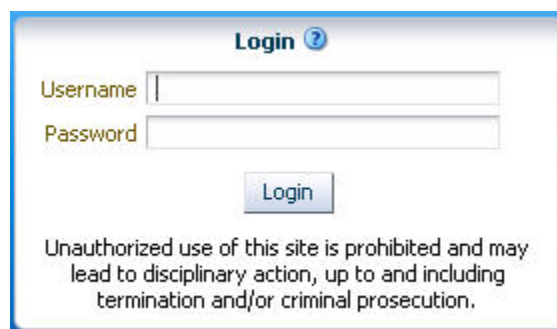 Login ?
Username
Password
Login
Unauthorized use of this site is prohibited and may
lead to disciplinary action, up to and including
termination and/or criminal prosecution.